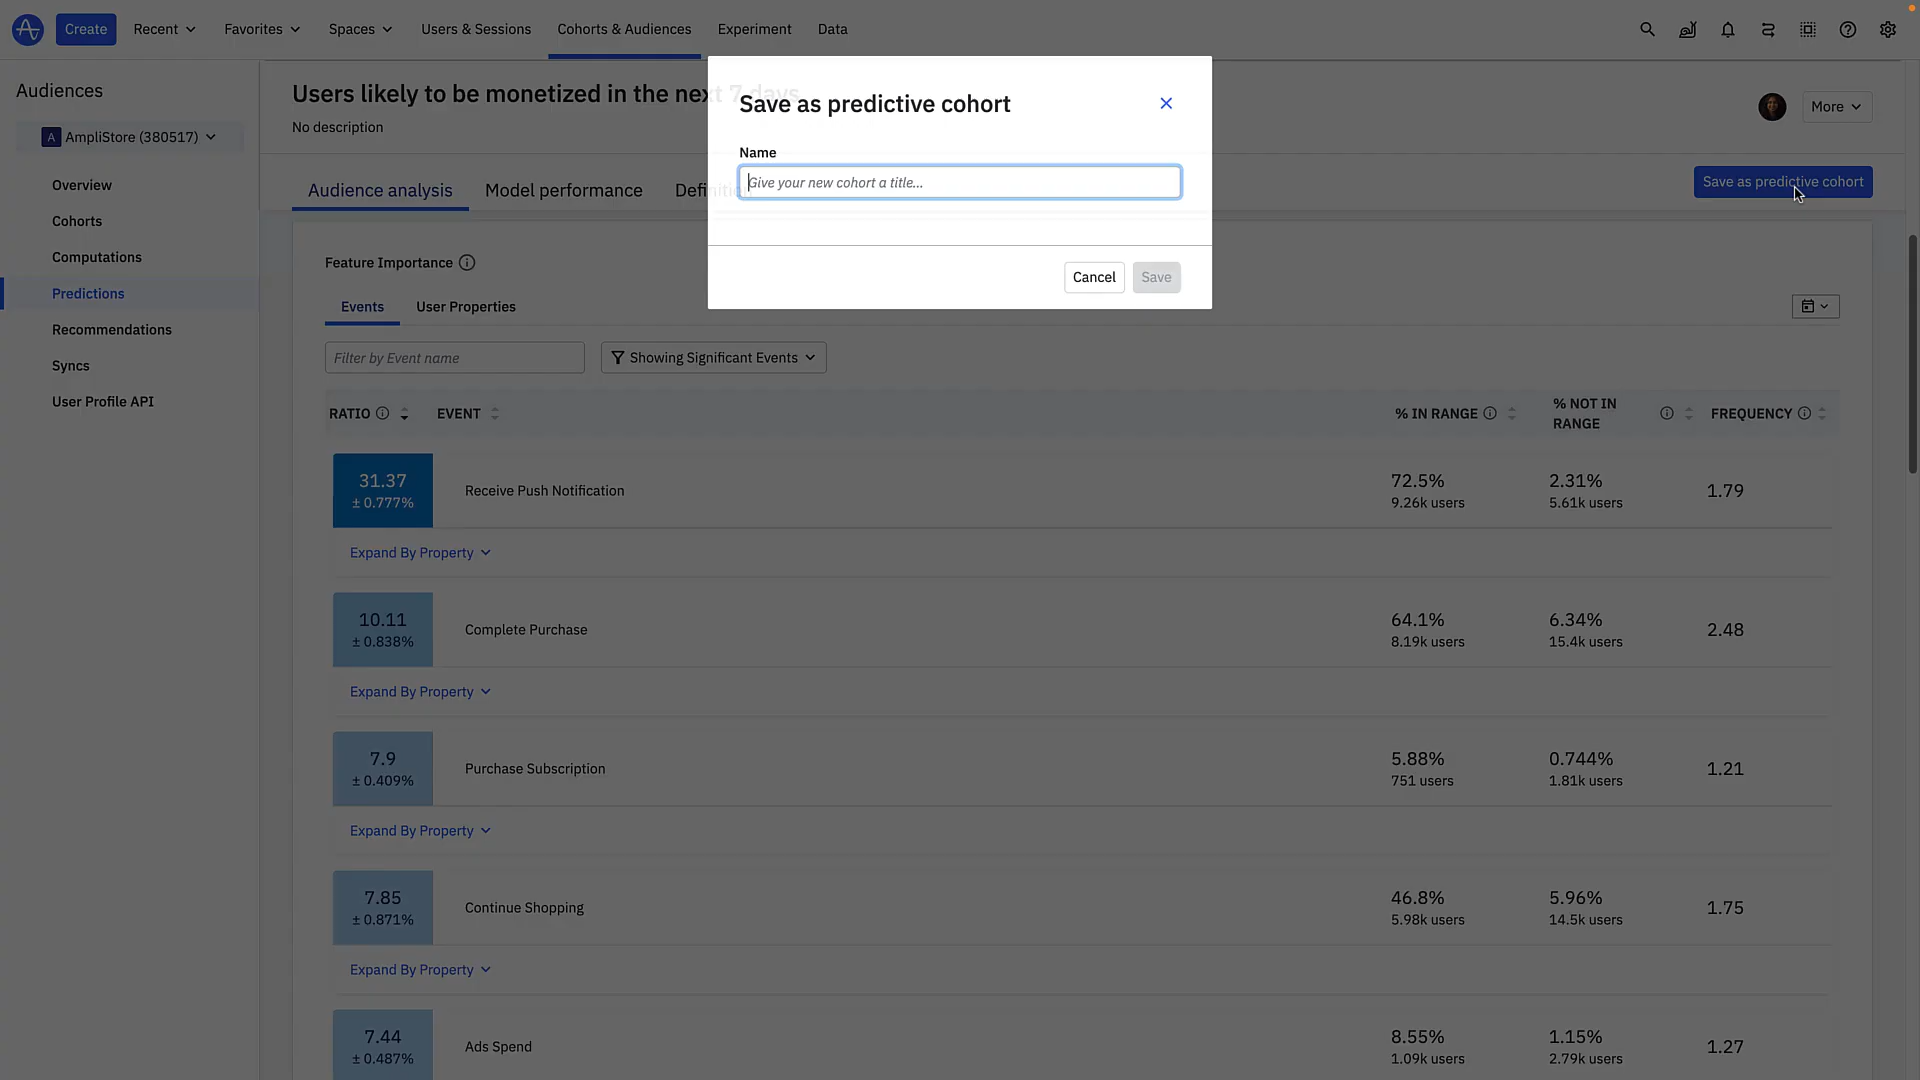 Create
Recent
Favorites
Spaces
Users & Sessions
Cohorts & Audiences
Experiment
Data
Audiences
A AmpliStore (380517)
Overview
Cohorts
Computations
Predictions
Recommendations
Syncs
User Profile API
Users likely to be monetized in the next 7 days
No description
More
Audience analysis
Model performance
Definition
Save as predictive cohort
Save as predictive cohort
Name
Give your new cohort a title...
Cancel
Save
Feature Importance
Events
User Properties
Filter by Event name
Showing Significant Events
RATIO
EVENT
% IN RANGE
% NOT IN
RANGE
FREQUENCY
31.37
± 0.777%
Receive Push Notification
72.5%
9.26k users
2.31%
5.61k users
1.79
Expand By Property
10.11
± 0.838%
Complete Purchase
64.1%
8.19k users
6.34%
15.4k users
2.48
Expand By Property
7.9
± 0.409%
Purchase Subscription
5.88%
751 users
0.744%
1.81k users
1.21
Expand By Property
7.85
± 0.871%
Continue Shopping
46.8%
5.98k users
5.96%
14.5k users
1.75
Expand By Property
7.44
± 0.487%
Ads Spend
8.55%
1.09k users
1.15%
2.79k users
1.27